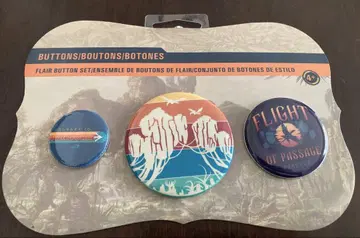 BUTTONS/BOUTONS/BOTONES
FLAIR BUTTON SET/ENSEMBLE DE BOUTONS DE FLAIR/CONJUNTO DE BOTONES DE ESTILO
4+
FLIGHT
OF PASSAGE